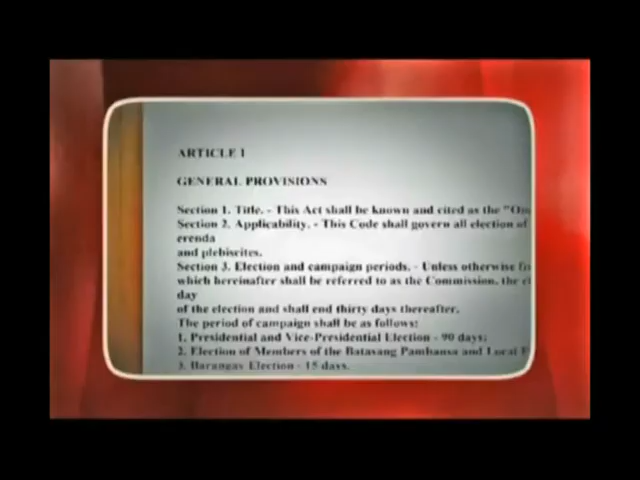 ARTICLE I
GENERAL PROVISIONS
Section 1. Title. - This Act shall be known and cited as the
Section 2. Applicability. - This Code shall govern all election of
erenda
and plebiscites.
Section 3. Election and campaign periods. - Unless otherwise
which hereinafter shall be referred to as the Commission, the
day
of the election and shall end thirty days thereafter.
The period of campaign shall be as follows:
1. Presidential and Vice-Presidential Election - 90 days;
2. Election of Members of the Batasang Pambansa and Local
3. Barangay Election - 15 days.